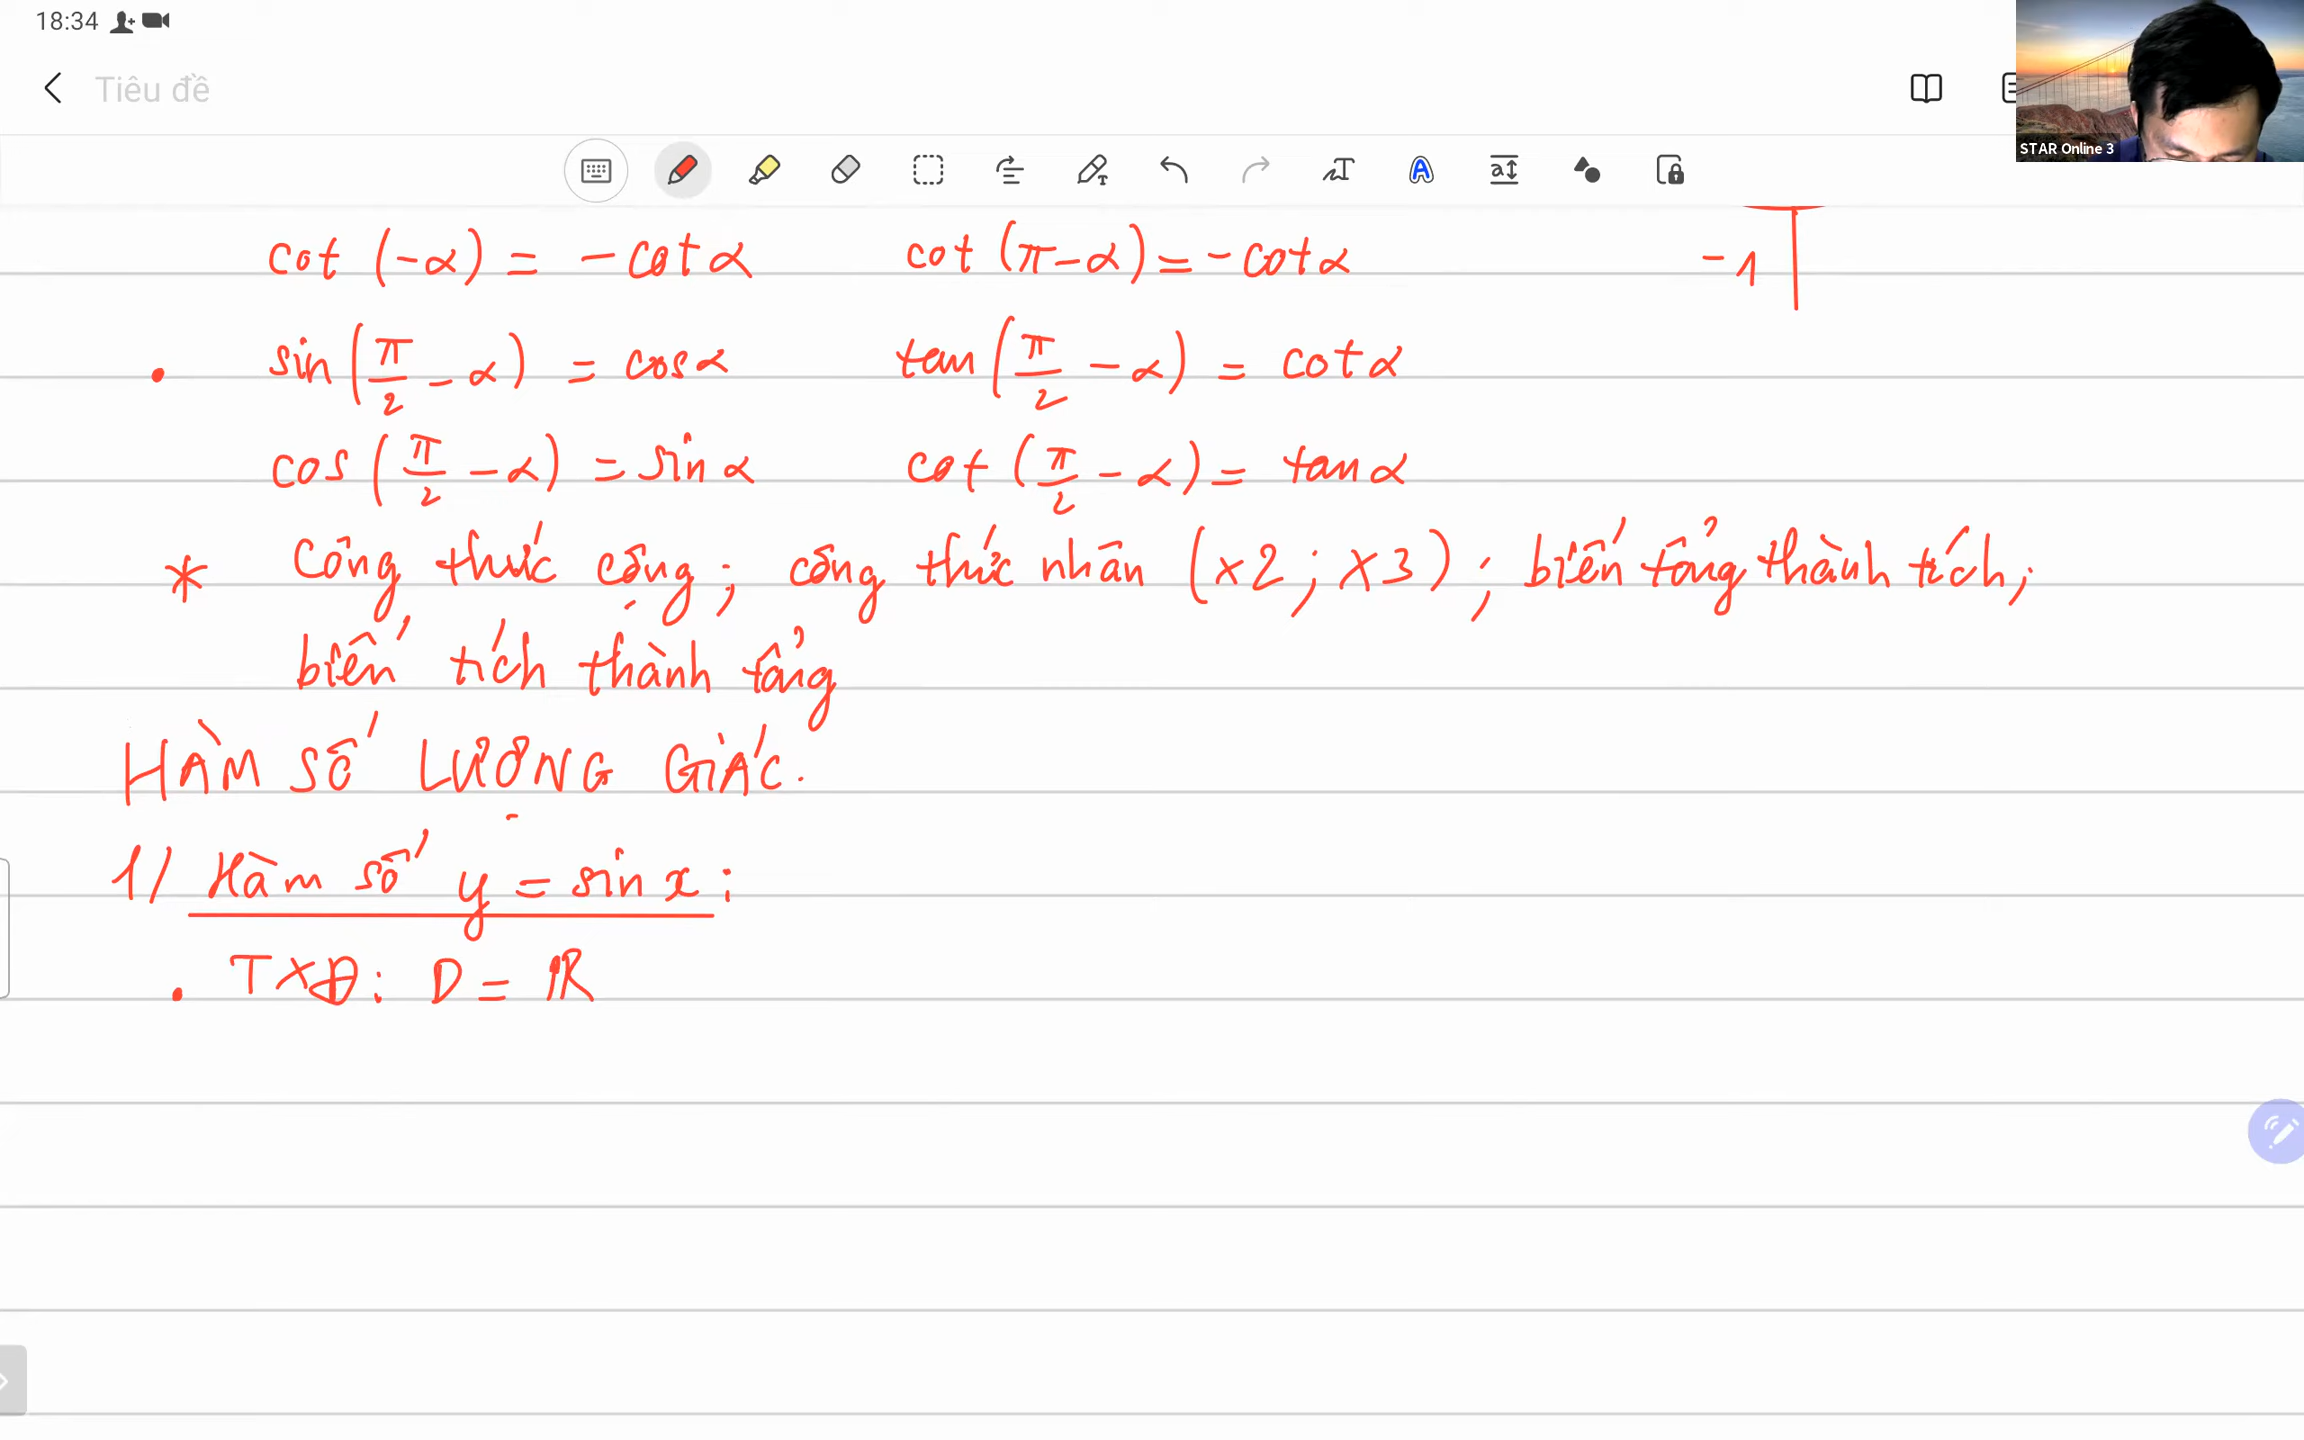 18:34
Tiêu đề
STAR Online 3
cot (-α) = -cot α    cot (π-α) = -cot α    -1
• sin (π/2 - α) = cos α    tan (π/2 - α) = cot α
cos (π/2 - α) = sin α    cot (π/2 - α) = tan α
* Công thức cộng; công thức nhân (x2; x3); biến tổng thành tích;
biến tích thành tổng
HÀM SỐ LƯỢNG GIÁC.
1/ Hàm số y = sin x:
• TXĐ: D = ℝ